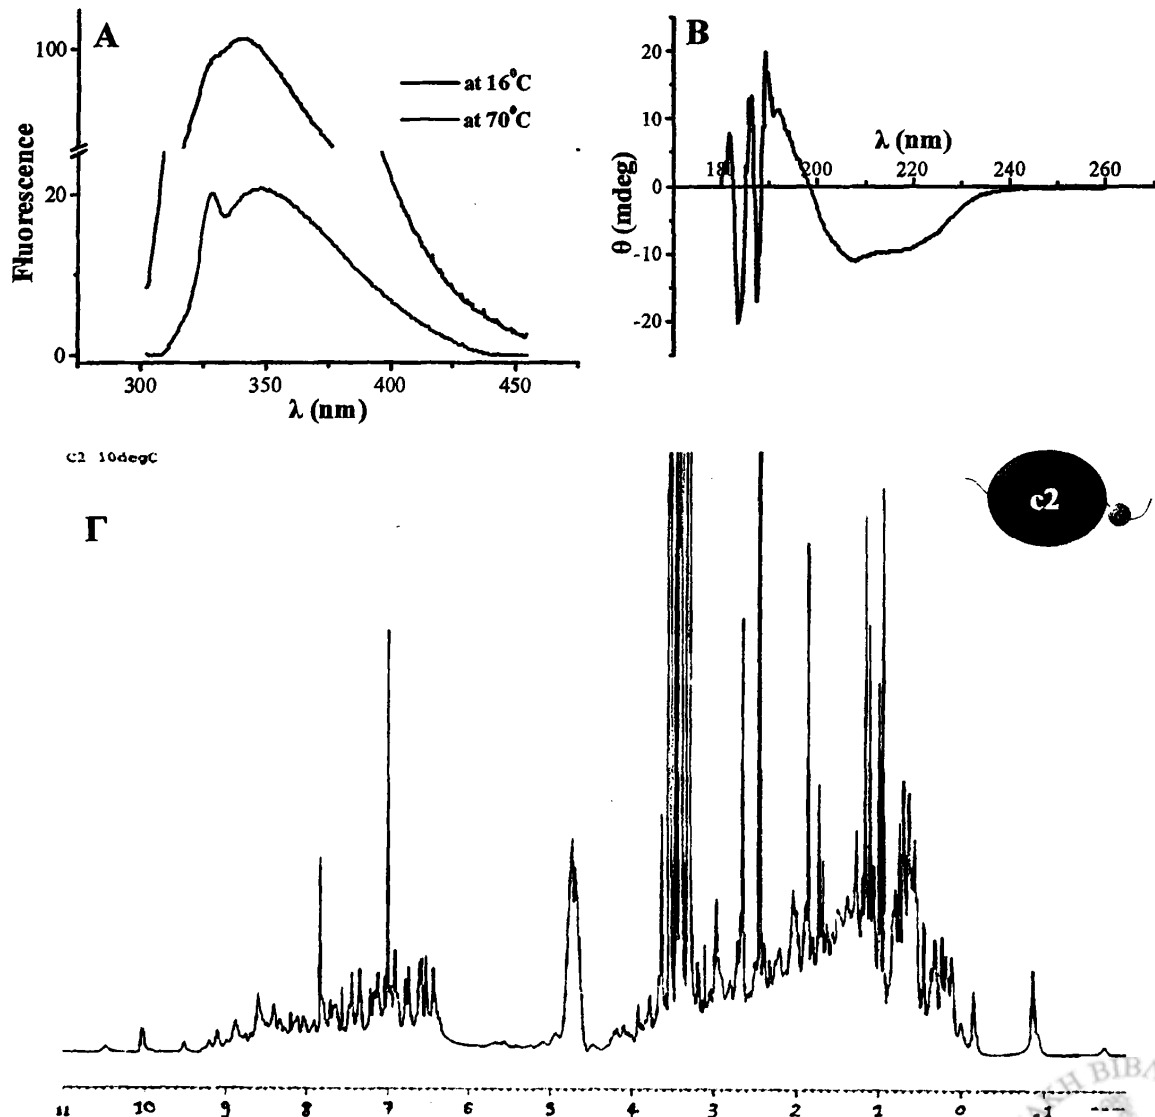 A
100
20
0
Fluorescence
at 16⁰C
at 70⁰C
300
350
400
450
λ (nm)
B
20
10
0
-10
-20
θ (mdeg)
λ (nm)
180
200
220
240
260
c2 10degC
Γ
c2
11 10 9 8 7 6 5 4 3 2 1 0 -1